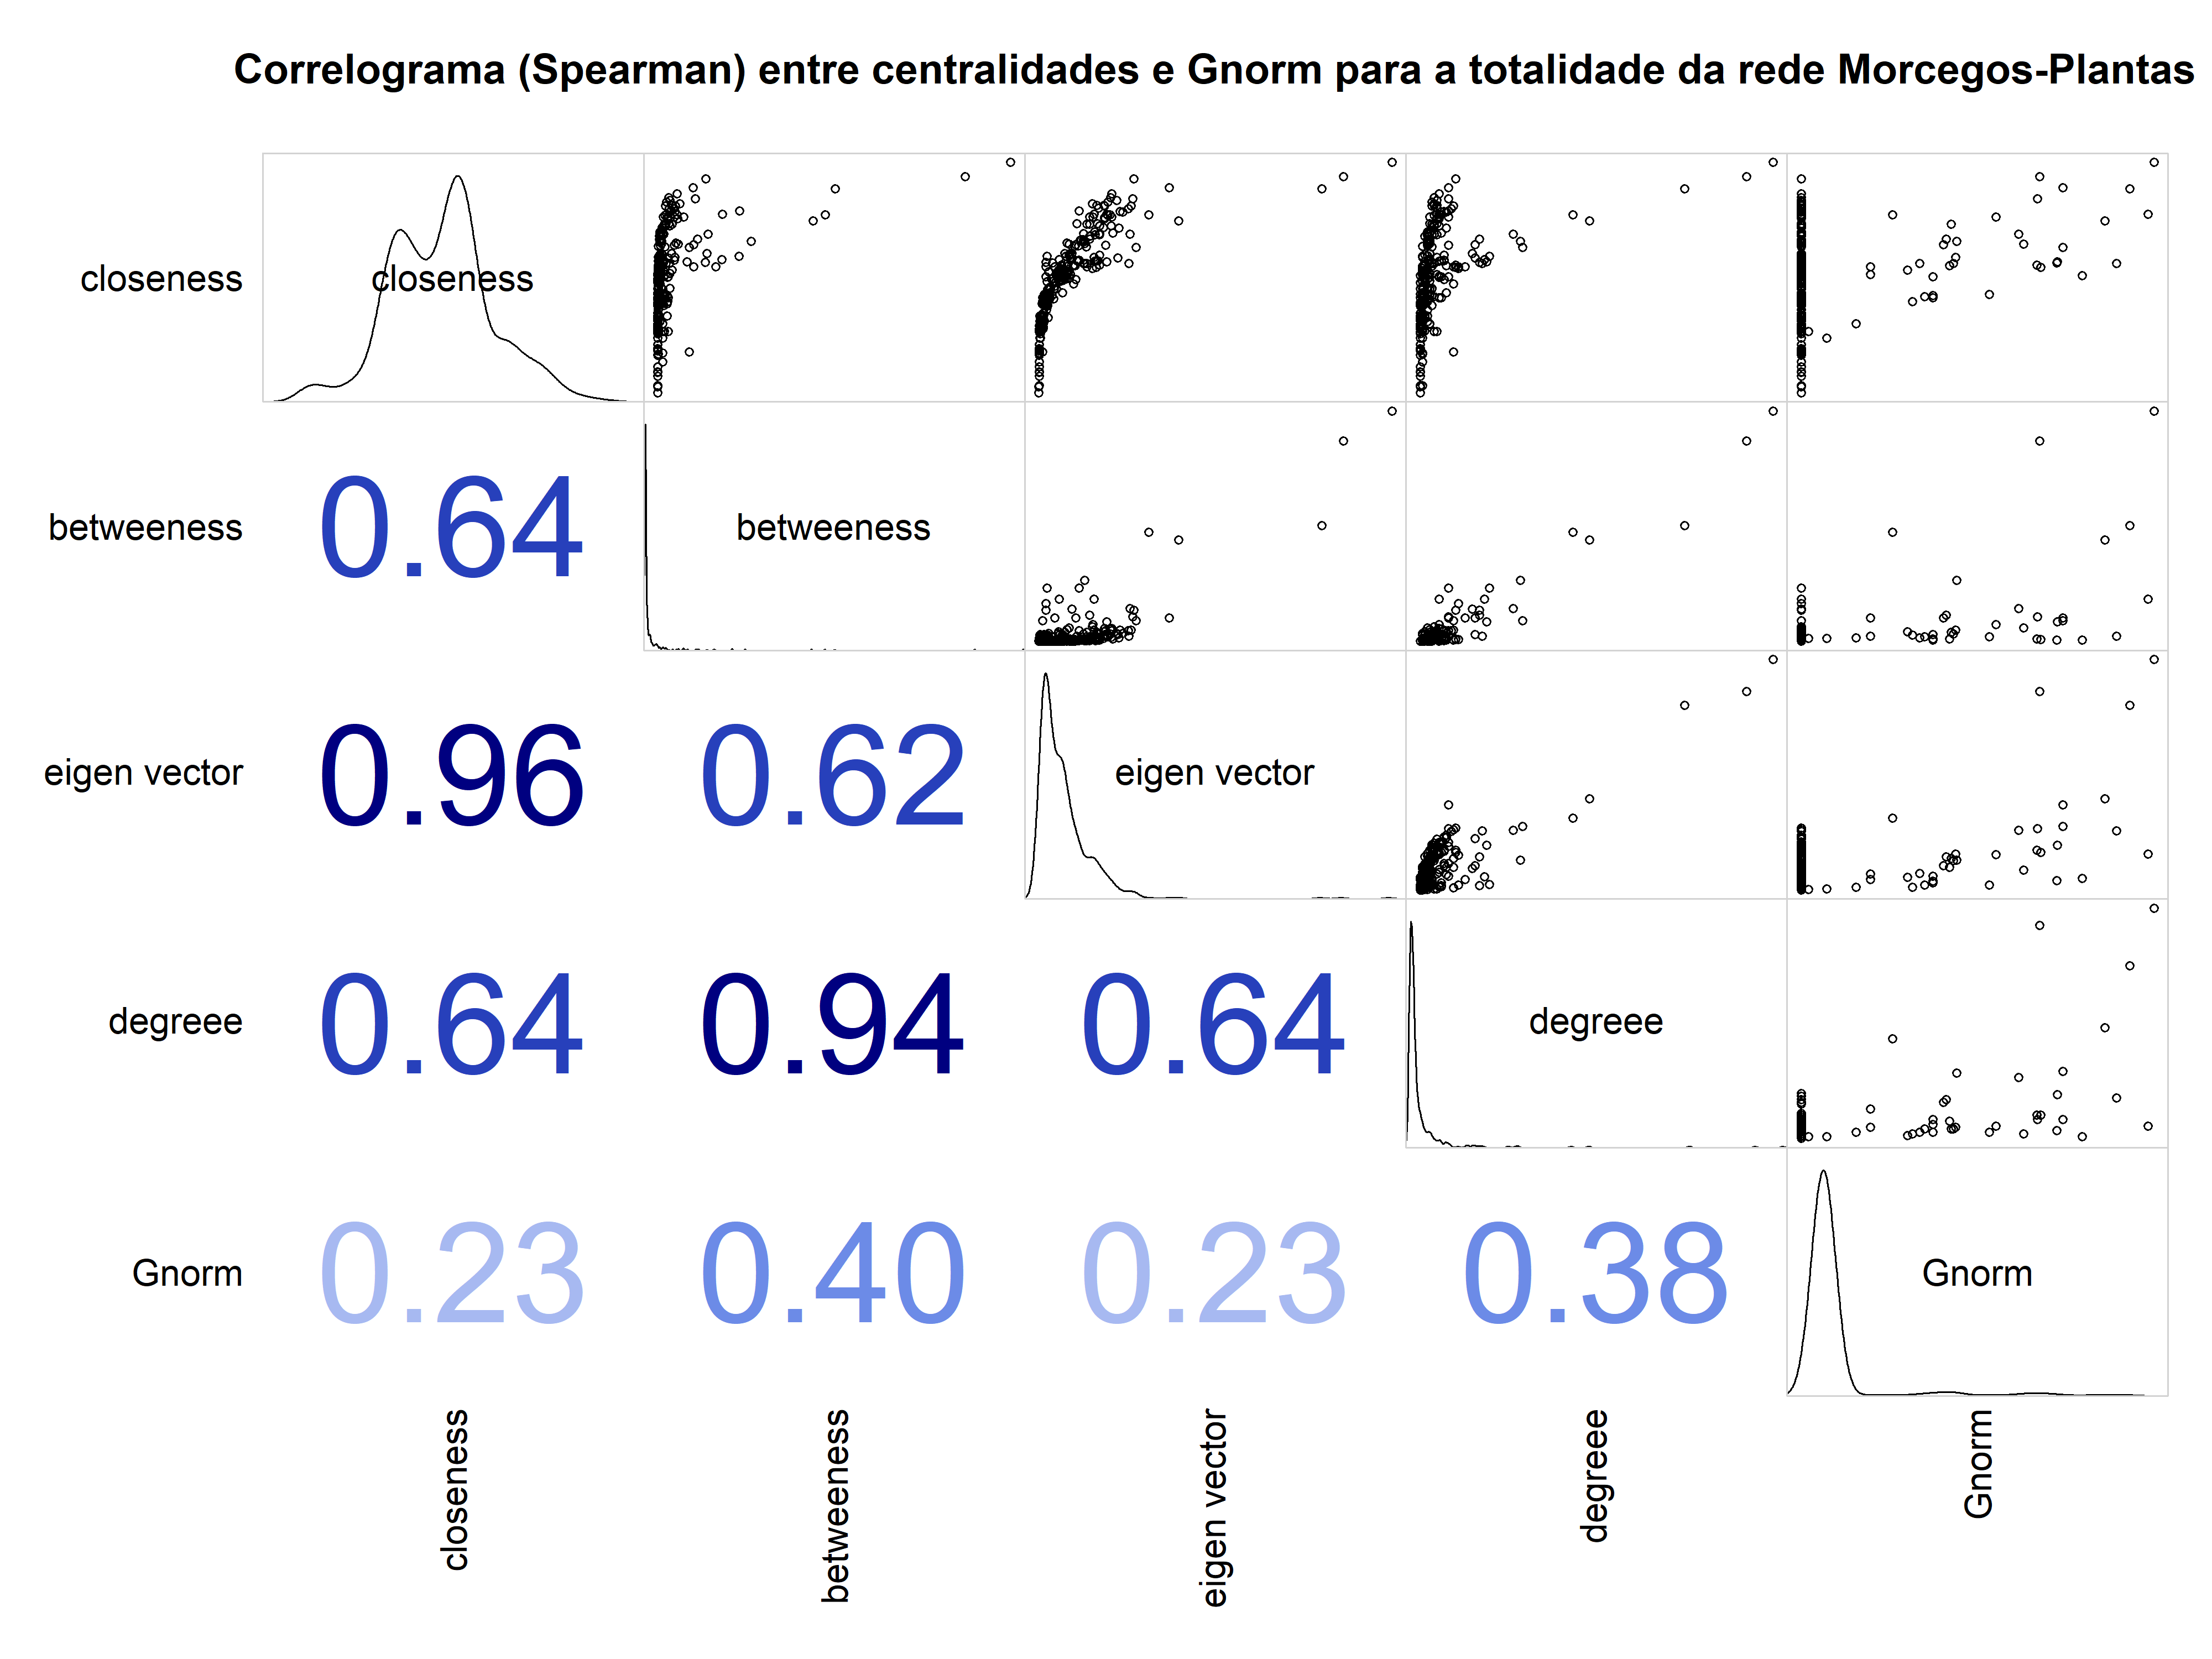 Correlograma (Spearman) entre centralidades e Gnorm para a totalidade da rede Morcegos-Plantas
closeness closeness
betweeness 0.64 betweeness
eigen vector 0.96 0.62 eigen vector
degreee 0.64 0.94 0.64 degreee
Gnorm 0.23 0.40 0.23 0.38 Gnorm
closeness betweeness eigen vector degreee Gnorm